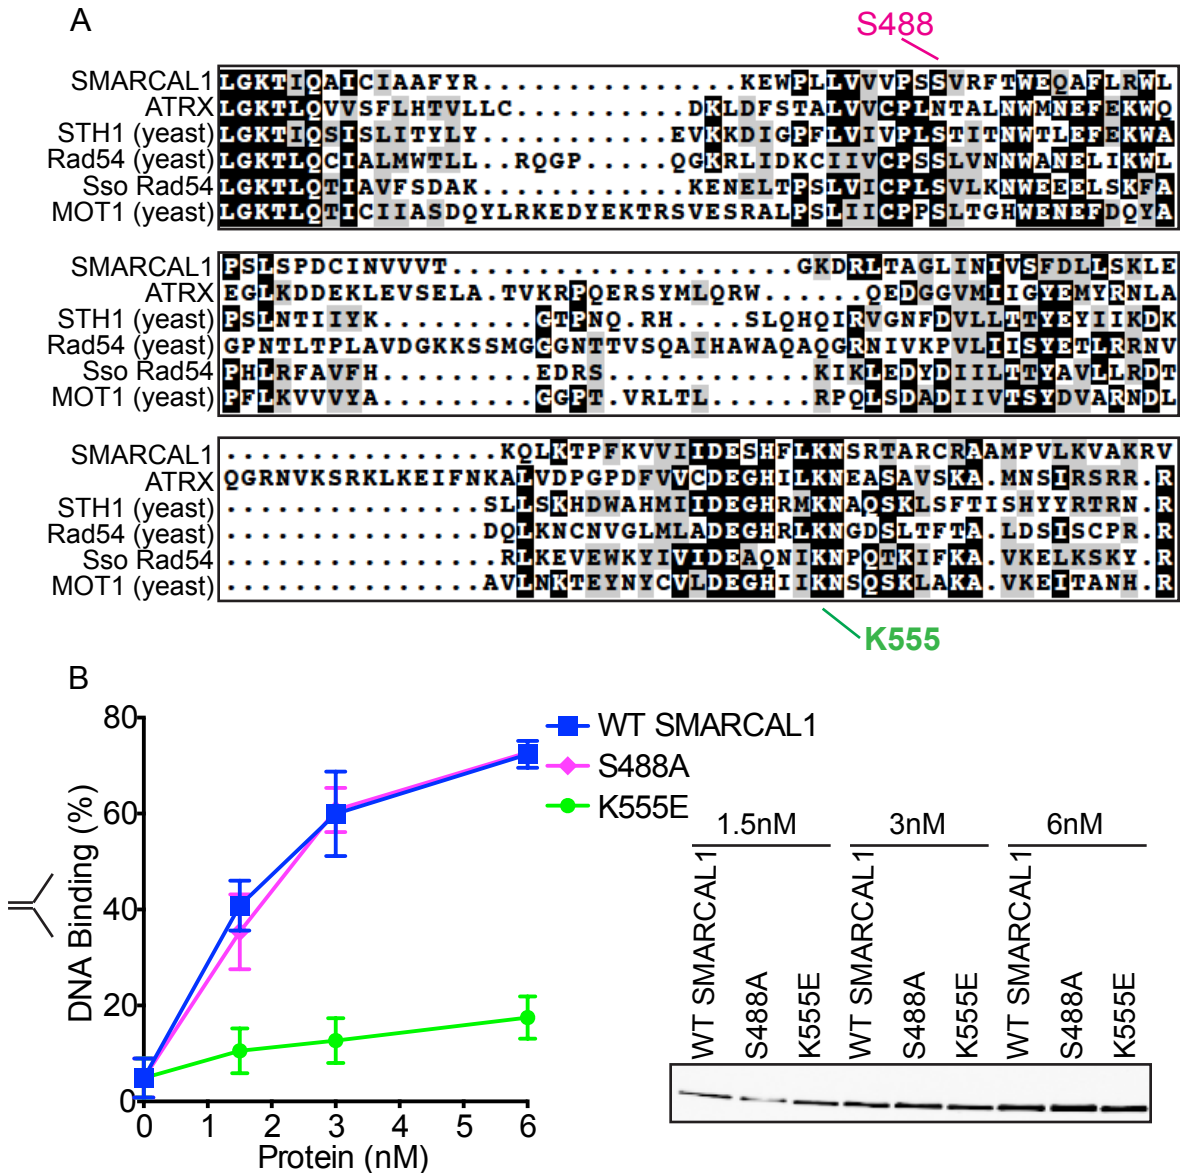 A
S488
SMARCAL1 LGKTIQAICIAAFYR...............KEWPLLVVVPSSVRFTWEQAFLRWL
ATRX LGKTLQVVSFLHTVLLC..........DKLDFSTALVVCPLNTALNWMNEFEKWQ
STH1 (yeast) LGKTIQSISLITYLY...........EVKKDIGPFLVIVPLSTITNWTLEFEKWA
Rad54 (yeast) LGKTLQCIALMWTLL..RQGP.....QGKRLIDKCIIVCPSSLVNNWANELIKWL
Sso Rad54 LGKTLQTIAVFSDAK............KENELTPSLVICPLSVLKNWEEELSKFA
MOT1 (yeast) LGKTLQTICIIASDQYLRKEDYEKTRSVESRALPSLIICPPSLTGHWENEFDQYA
SMARCAL1 PSLSPDCINVVVT....................GKDRLTAGLINIVSFDLLSKLE
ATRX EGLKDDEKLEVSELA.TVKRPQERSYMLQRW......QEDGGVMIIGYEMYRNLA
STH1 (yeast) PSLNTIIYK.........GTPNQ.RH....SLQHQIRVGNFDVLLTTYEYIIKDK
Rad54 (yeast) GPNTLTPLAVDGKKSSMGGGNTTVSQAIHAWAQAQGRNIVKPVLIISYETLRRNV
Sso Rad54 PHLRFAVFH.........EDRS............KIKLEDYDIILTTYAVLLRDT
MOT1 (yeast) PFLKVVVYA.........GGPT.VRLTL......RPQLSDADIIVTSYDVARNDL
SMARCAL1 ................KQLKTPFKVVIIDESHFLKNSRTARCRAAMPVLKVAKRV
ATRX QGRNVKSRKLKEIFNKALVDPGPDFVVCDEGHILKNEASAVSKA.MNSIRSRR.R
STH1 (yeast) ...............SLLSKHDWAHMIIDEGHRMKNAQSKLSFTISHYYRTRN.R
Rad54 (yeast) ...............DQLKNCNVGLMLADEGHRLKNGDSLTFTA.LDSISCPR.R
Sso Rad54 ................RLKEVEWKYIVIDEAQNIKNPQTKIFKA.VKELKSKY.R
MOT1 (yeast) ...............AVLNKTEYNYCVLDEGHIIKNSQSKLAKA.VKEITANH.R
K555
B
80
60
40
20
0
DNA Binding (%)
0 1 2 3 4 5 6
Protein (nM)
WT SMARCAL1
S488A
K555E
1.5nM 3nM 6nM
WT SMARCAL1
S488A
K555E
WT SMARCAL1
S488A
K555E
WT SMARCAL1
S488A
K555E